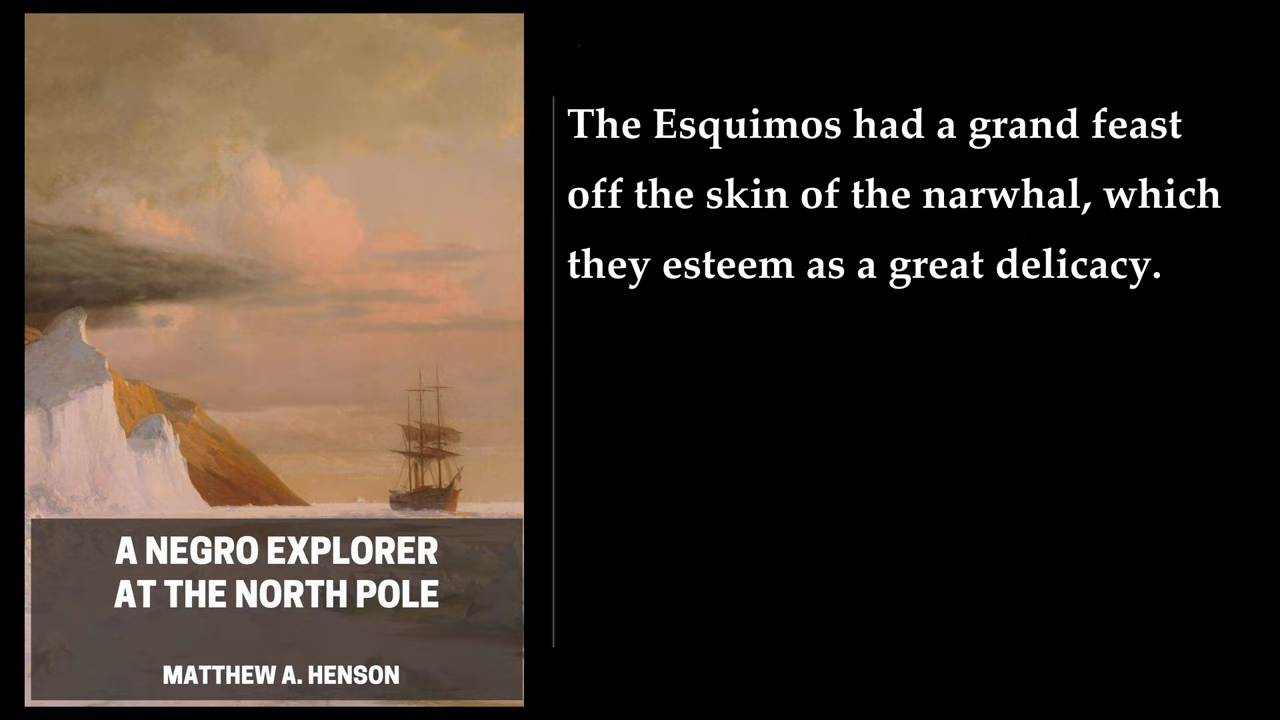 The Esquimos had a grand feast
off the skin of the narwhal, which
they esteem as a great delicacy.
A NEGRO EXPLORER
AT THE NORTH POLE
MATTHEW A. HENSON